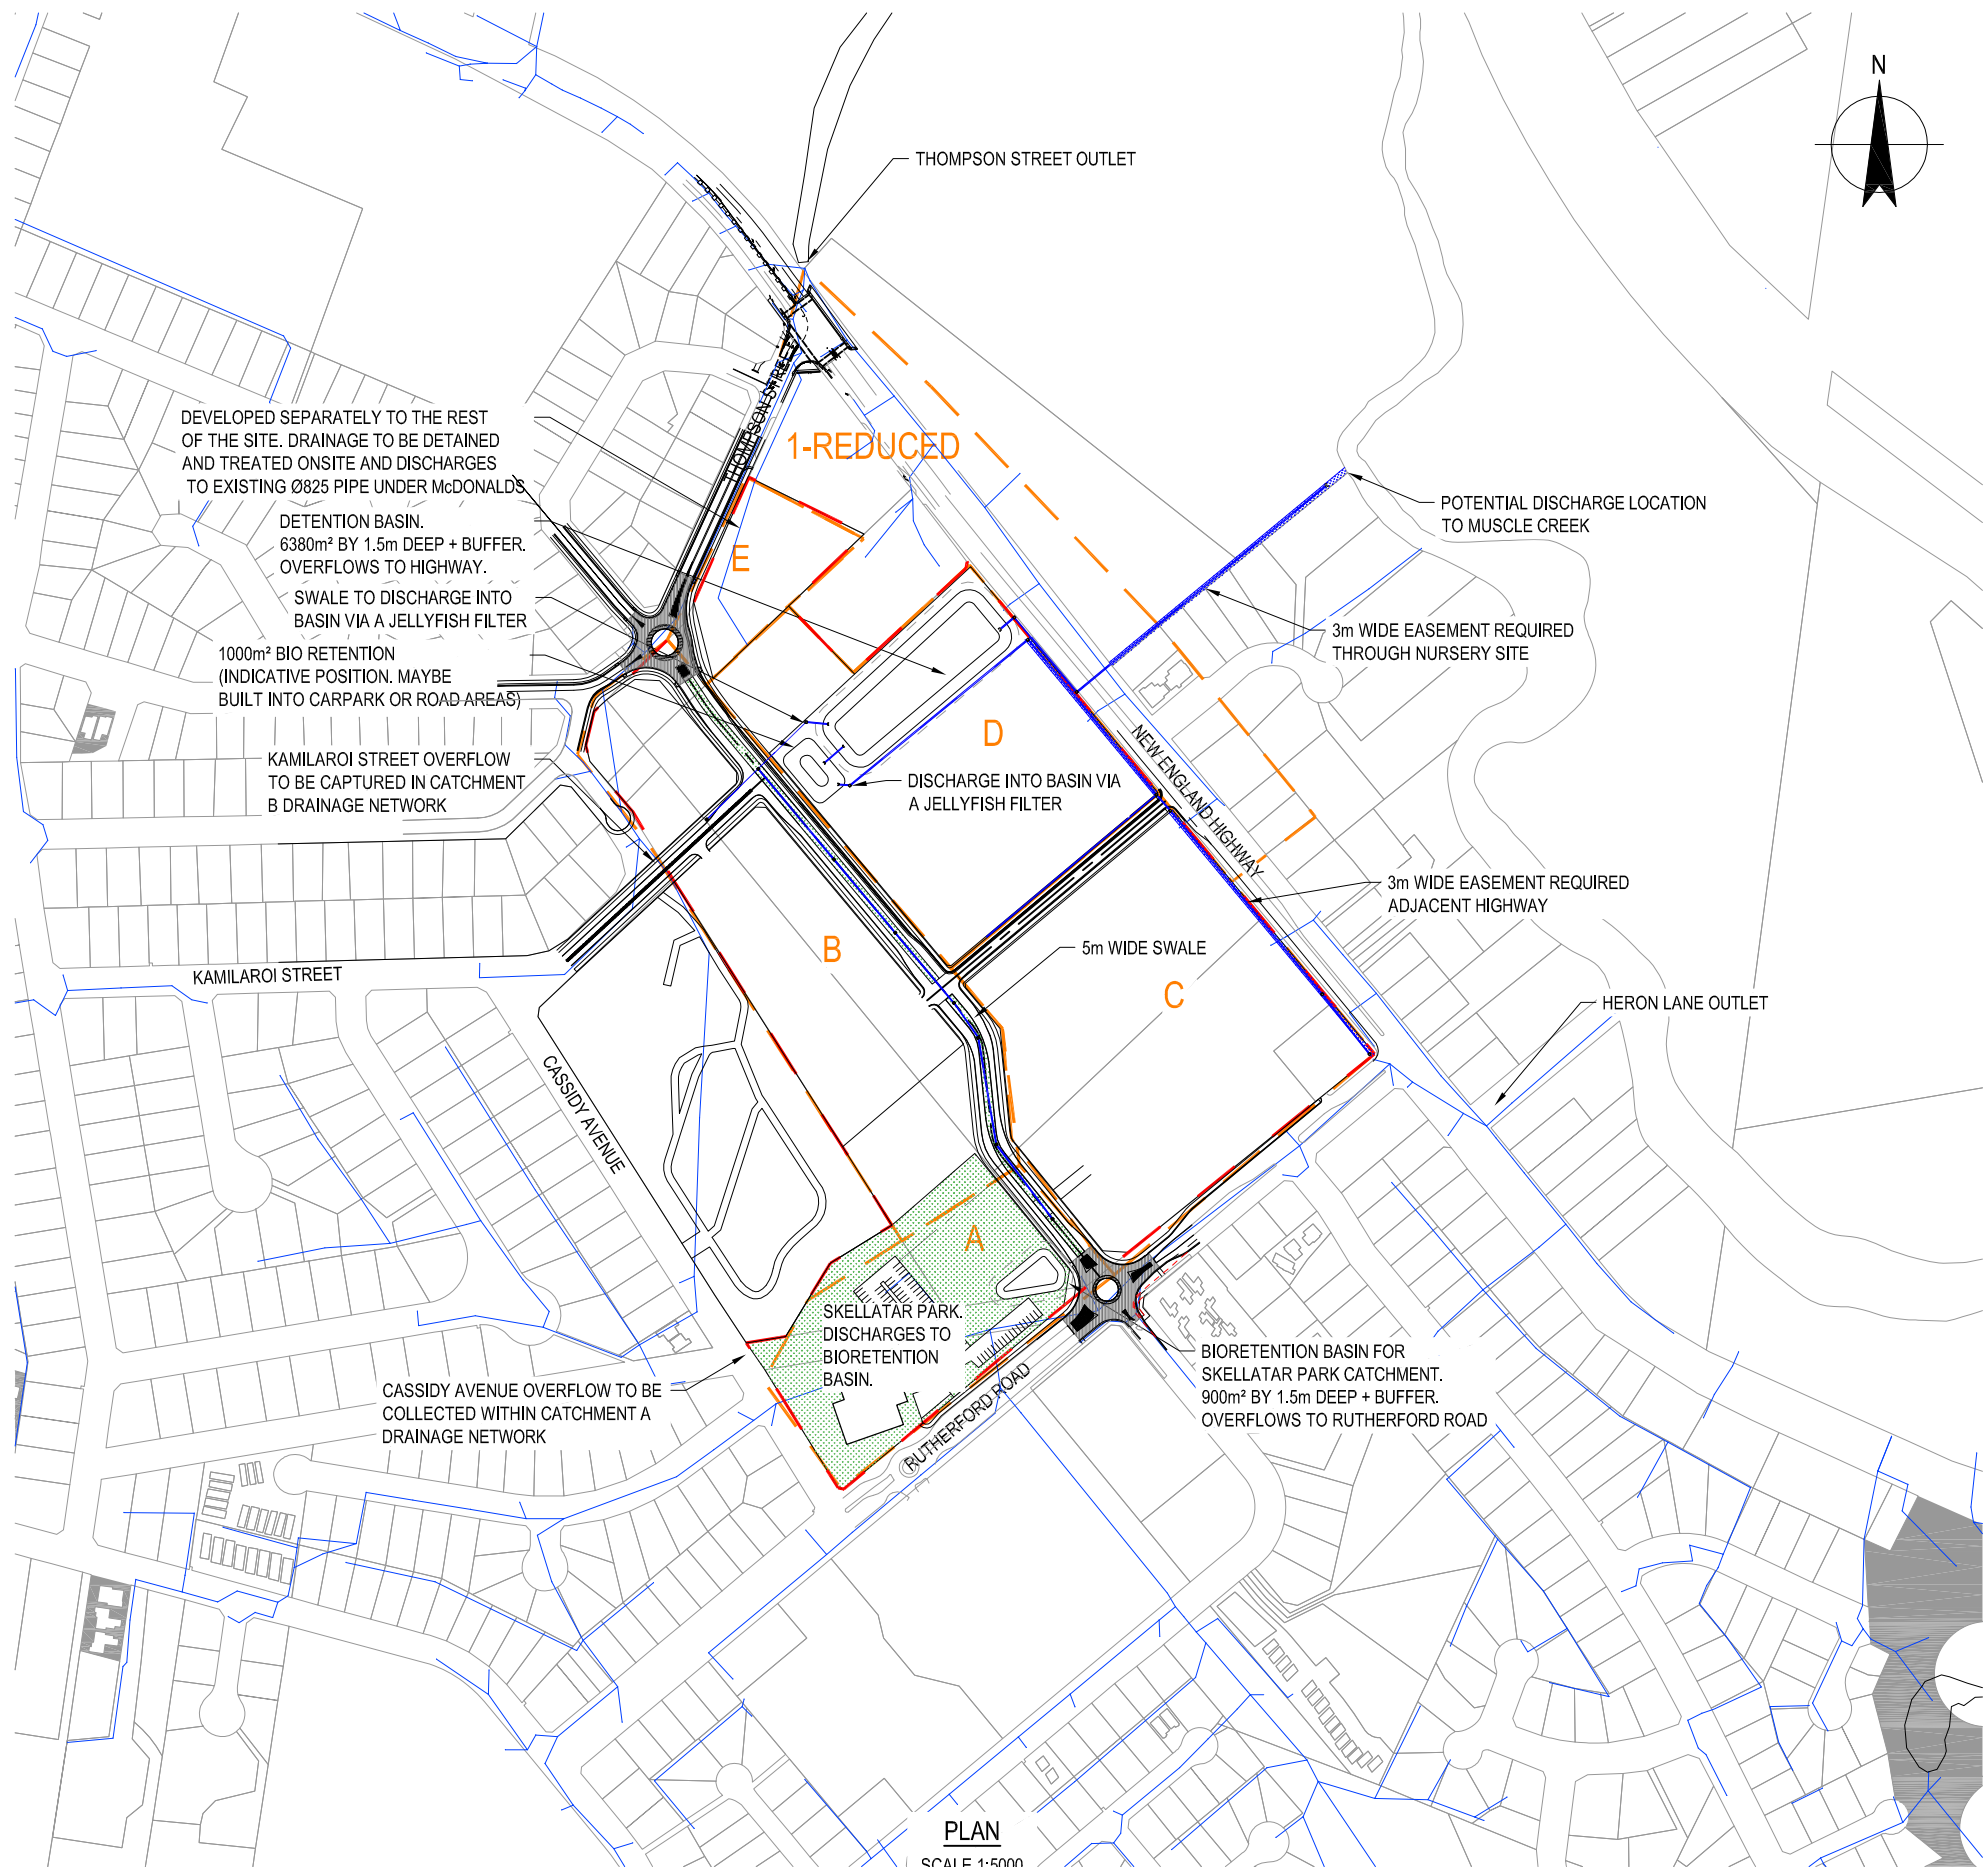 N
THOMPSON STREET OUTLET
DEVELOPED SEPARATELY TO THE REST
OF THE SITE. DRAINAGE TO BE DETAINED
AND TREATED ONSITE AND DISCHARGES
TO EXISTING Ø825 PIPE UNDER McDONALDS
DETENTION BASIN.
6380m² BY 1.5m DEEP + BUFFER.
OVERFLOWS TO HIGHWAY.
SWALE TO DISCHARGE INTO
BASIN VIA A JELLYFISH FILTER
1000m² BIO RETENTION
(INDICATIVE POSITION. MAYBE
BUILT INTO CARPARK OR ROAD AREAS)
KAMILAROI STREET OVERFLOW
TO BE CAPTURED IN CATCHMENT
B DRAINAGE NETWORK
THOMPSON STREET
1-REDUCED
E
POTENTIAL DISCHARGE LOCATION
TO MUSCLE CREEK
3m WIDE EASEMENT REQUIRED
THROUGH NURSERY SITE
D
DISCHARGE INTO BASIN VIA
A JELLYFISH FILTER
NEW ENGLAND HIGHWAY
3m WIDE EASEMENT REQUIRED
ADJACENT HIGHWAY
B
5m WIDE SWALE
C
KAMILAROI STREET
HERON LANE OUTLET
CASSIDY AVENUE
A
SKELLATAR PARK.
DISCHARGES TO
BIORETENTION
BASIN.
CASSIDY AVENUE OVERFLOW TO BE
COLLECTED WITHIN CATCHMENT A
DRAINAGE NETWORK
RUTHERFORD ROAD
BIORETENTION BASIN FOR
SKELLATAR PARK CATCHMENT.
900m² BY 1.5m DEEP + BUFFER.
OVERFLOWS TO RUTHERFORD ROAD
PLAN
SCALE 1:5000